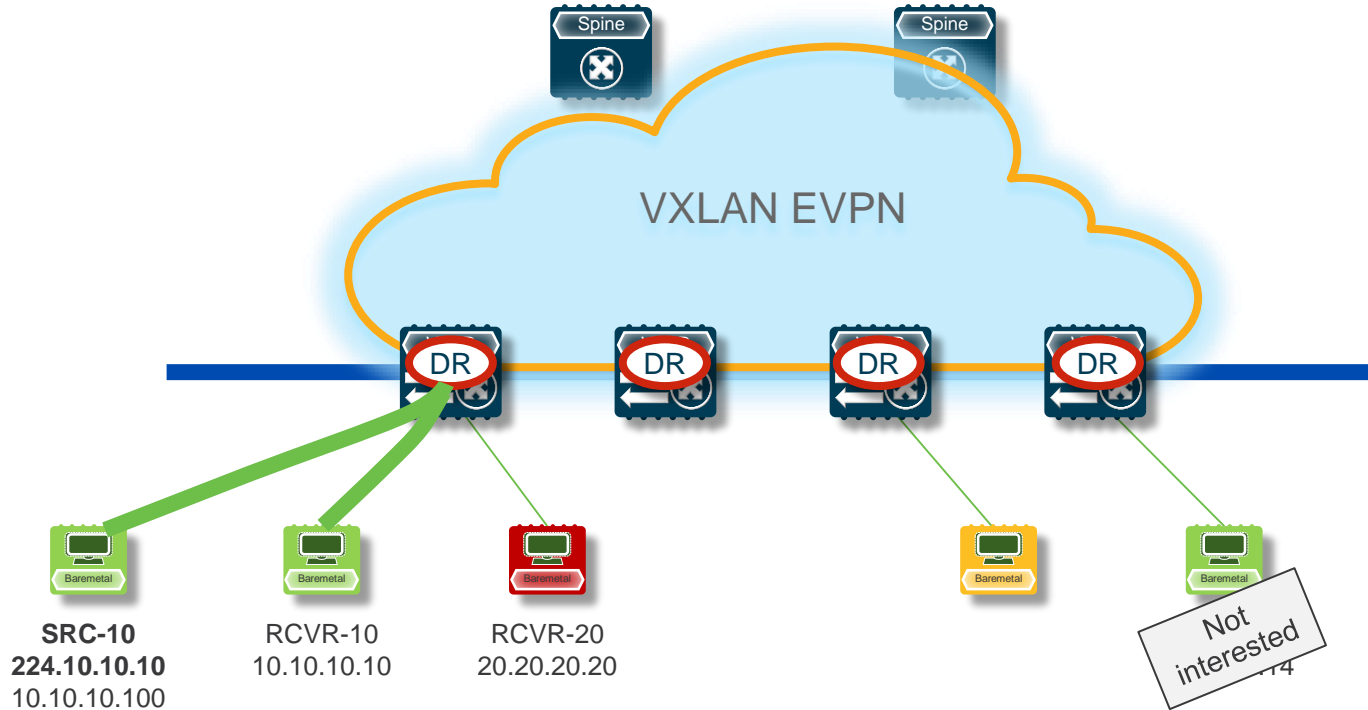 Spine
Spine
VXLAN EVPN
DR
DR
DR
DR
Baremetal
Baremetal
Baremetal
Baremetal
Baremetal
SRC-10
224.10.10.10
10.10.10.100
RCVR-10
10.10.10.10
RCVR-20
20.20.20.20
Not
interested